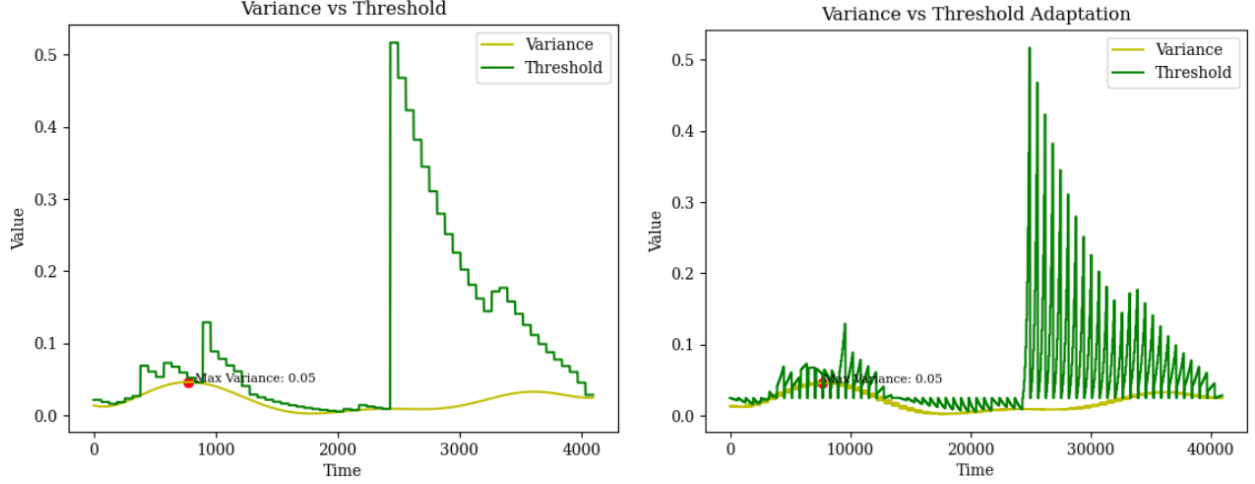 Variance vs Threshold
Value
0.5
0.4
0.3
0.2
0.1
0.0
Variance
Threshold
Max Variance: 0.05
0
1000
2000
3000
4000
Time
Variance vs Threshold Adaptation
Value
0.5
0.4
0.3
0.2
0.1
0.0
Variance
Threshold
Max Variance: 0.05
0
10000
20000
30000
40000
Time